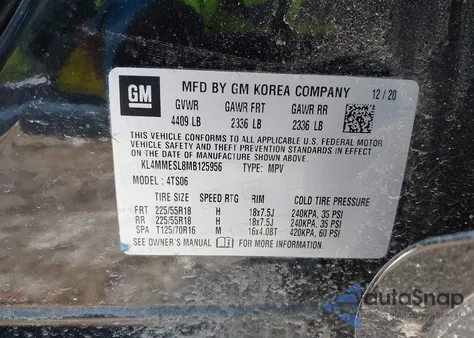 GM
MFD BY GM KOREA COMPANY 12/20
GVWR GAWR FRT GAWR RR
4409 LB 2336 LB 2336 LB
THIS VEHICLE CONFORMS TO ALL APPLICABLE U.S. FEDERAL MOTOR
VEHICLE SAFETY AND THEFT PREVENTION STANDARDS IN EFFECT
ON THE DATE OF MANUFACTURE SHOWN ABOVE.
KL4MMESL8MB125956 TYPE: MPV
MODEL: 4TS06
TIRE SIZE SPEED RTG RIM COLD TIRE PRESSURE
FRT 225/55R18 H 18x7.5J 240KPA, 35 PSI
RR 225/55R18 H 18x7.5J 240KPA, 35 PSI
SPA T125/70R16 M 16x4.08T 420KPA, 60 PSI
SEE OWNER'S MANUAL FOR MORE INFORMATION.
autoSnap